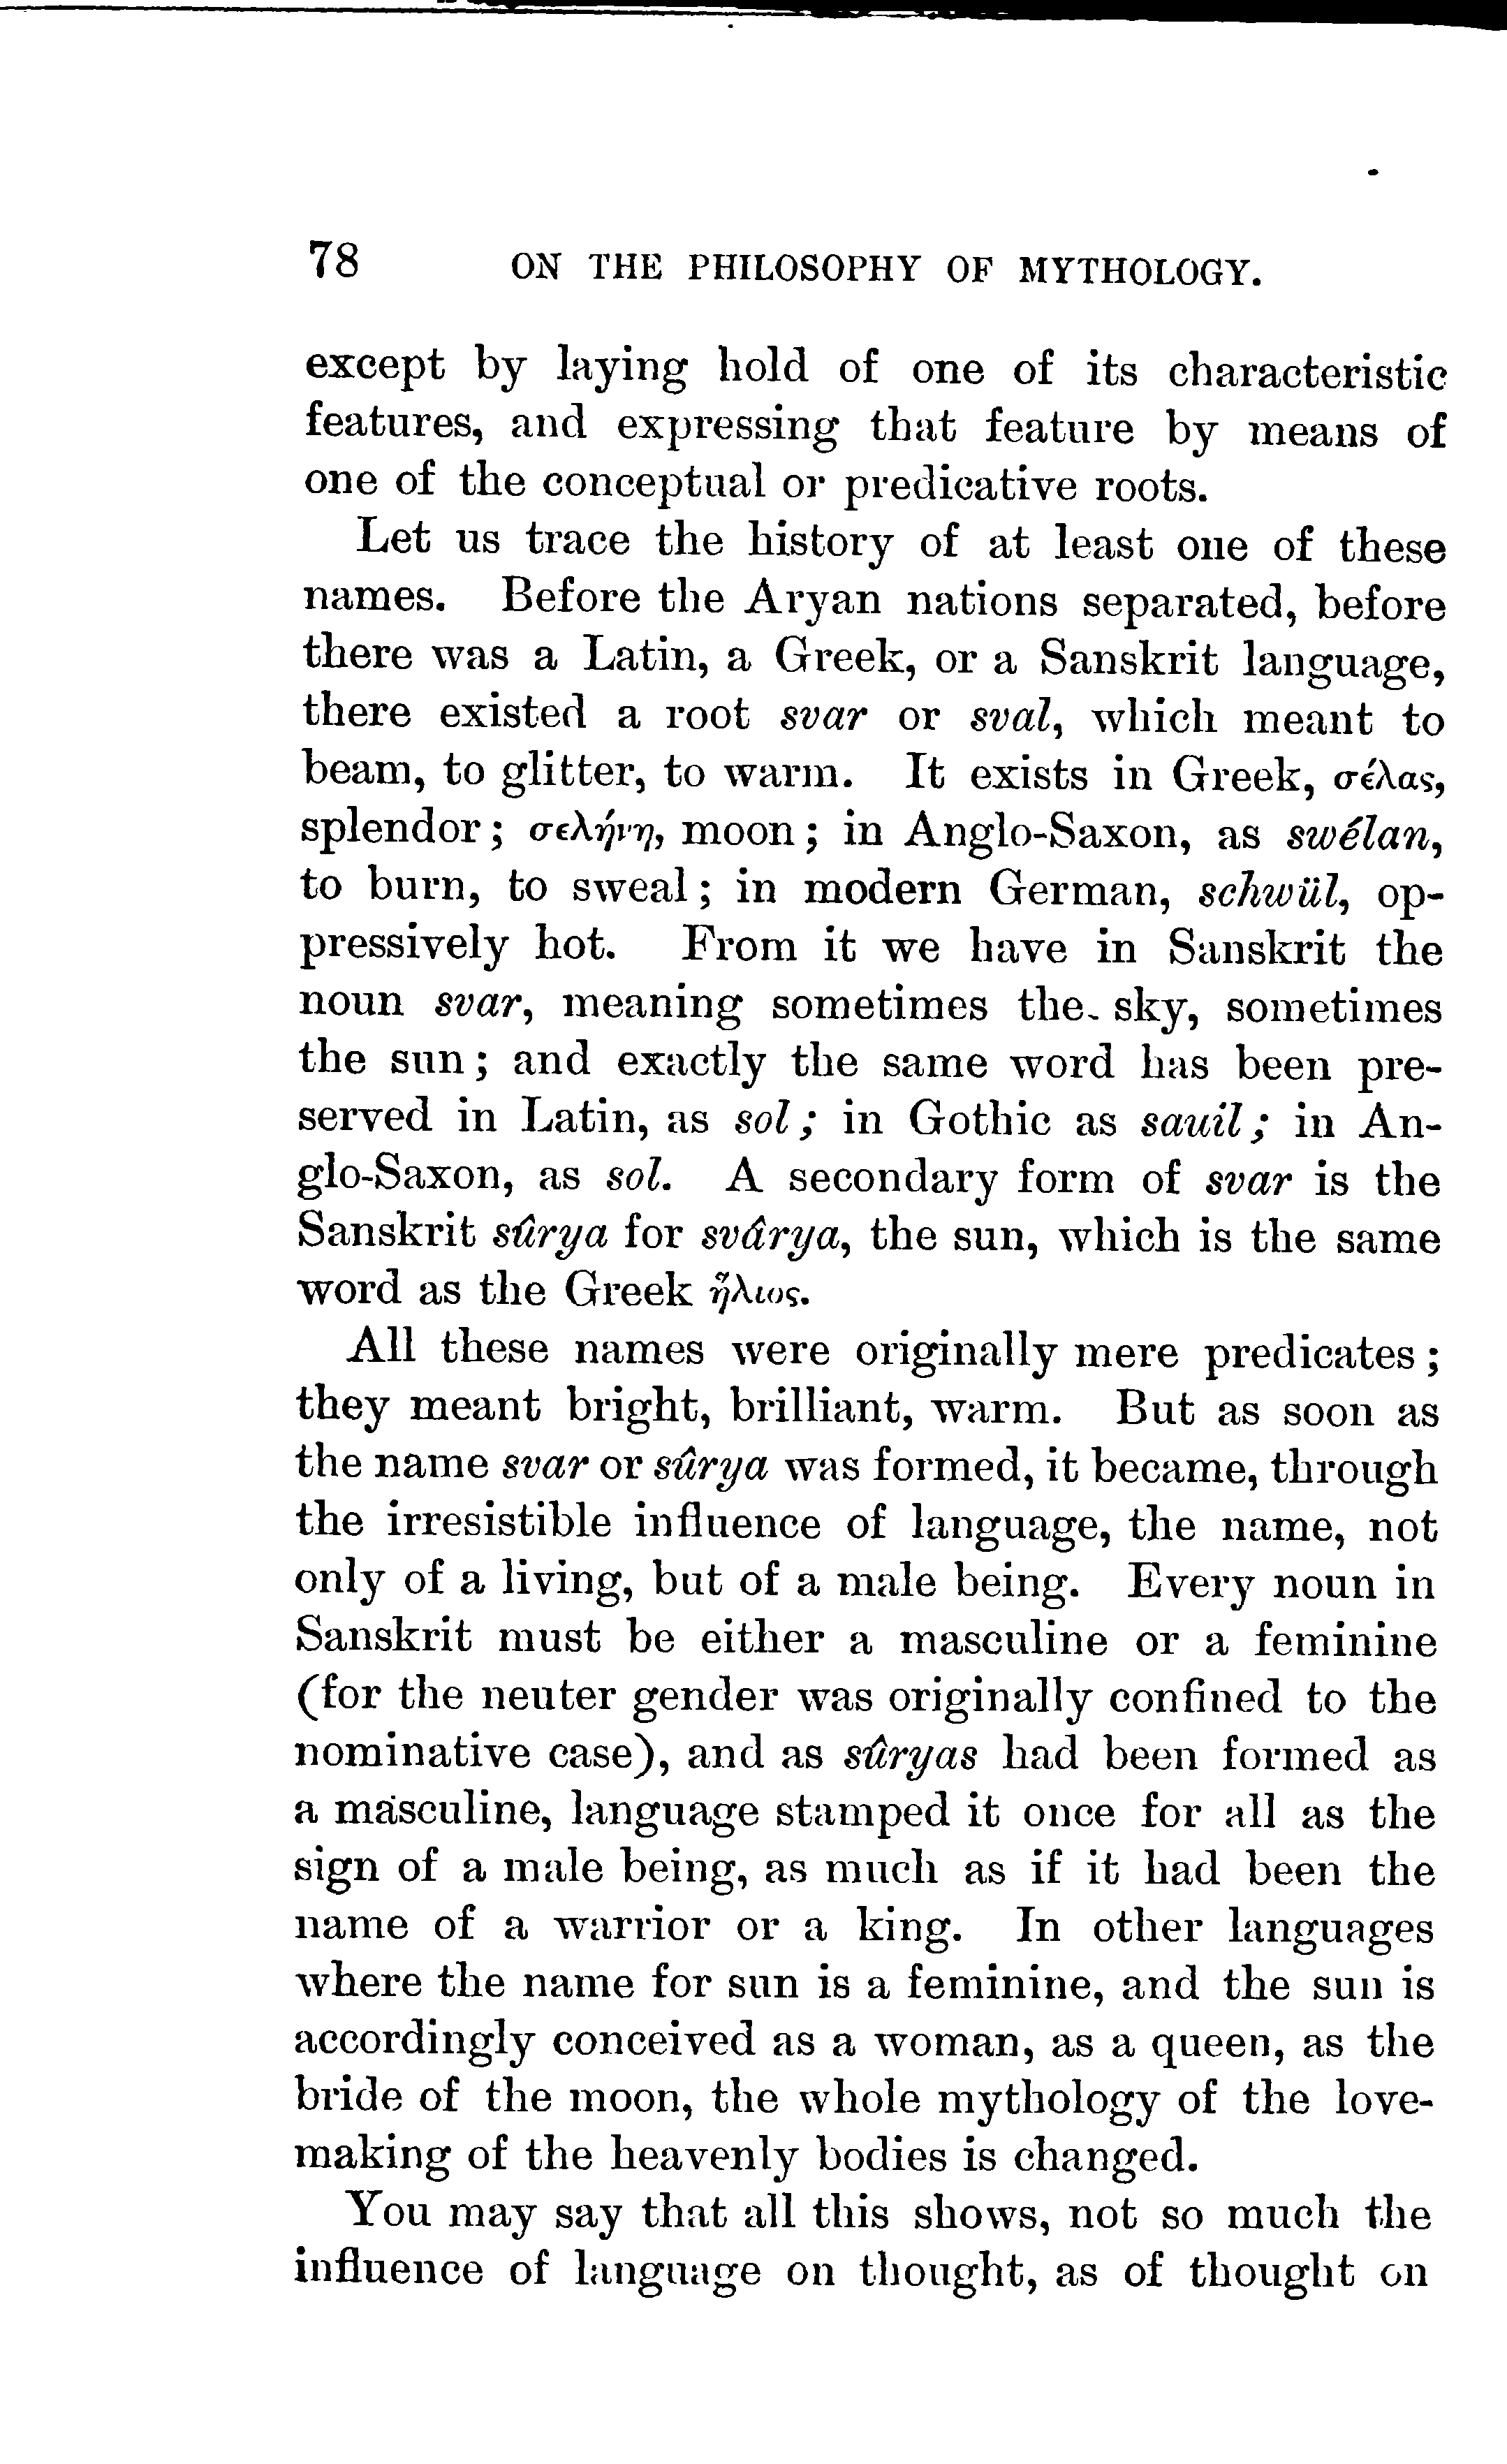 78 ON THE PHILOSOPHY OF MYTHOLOGY.
except by laying hold of one of its characteristic
features, and expressing that feature by means of
one of the conceptual or predicative roots.
Let us trace the history of at least one of these
names. Before the Aryan nations separated, before
there was a Latin, a Greek, or a Sanskrit language,
there existed a root svar or sval, which meant to
beam, to glitter, to warm. It exists in Greek, σέλας,
splendor; σελήνη, moon; in Anglo-Saxon, as swélan,
to burn, to sweal; in modern German, schwül, op-
pressively hot. From it we have in Sanskrit the
noun svar, meaning sometimes the sky, sometimes
the sun; and exactly the same word has been pre-
served in Latin, as sol; in Gothic as sauil; in An-
glo-Saxon, as sol. A secondary form of svar is the
Sanskrit sûrya for svârya, the sun, which is the same
word as the Greek ἥλιος.
All these names were originally mere predicates;
they meant bright, brilliant, warm. But as soon as
the name svar or sûrya was formed, it became, through
the irresistible influence of language, the name, not
only of a living, but of a male being. Every noun in
Sanskrit must be either a masculine or a feminine
(for the neuter gender was originally confined to the
nominative case), and as sûryas had been formed as
a masculine, language stamped it once for all as the
sign of a male being, as much as if it had been the
name of a warrior or a king. In other languages
where the name for sun is a feminine, and the sun is
accordingly conceived as a woman, as a queen, as the
bride of the moon, the whole mythology of the love-
making of the heavenly bodies is changed.
You may say that all this shows, not so much the
influence of language on thought, as of thought on